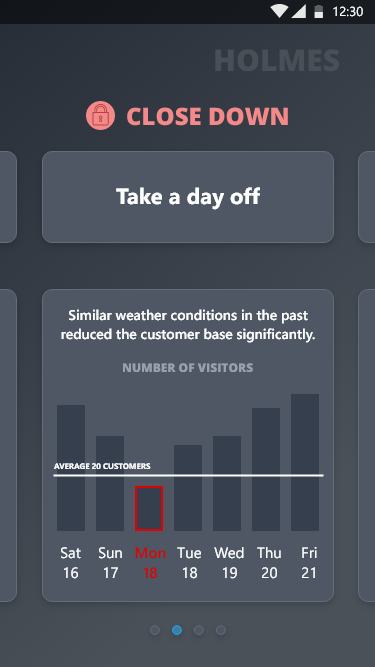 12:30
HOLMES
CLOSE DOWN
Take a day off
Similar weather conditions in the past
reduced the customer base significantly.
NUMBER OF VISITORS
AVERAGE 20 CUSTOMERS
Sat Sun Mon Tue Wed Thu Fri
16 17 18 18 19 20 21